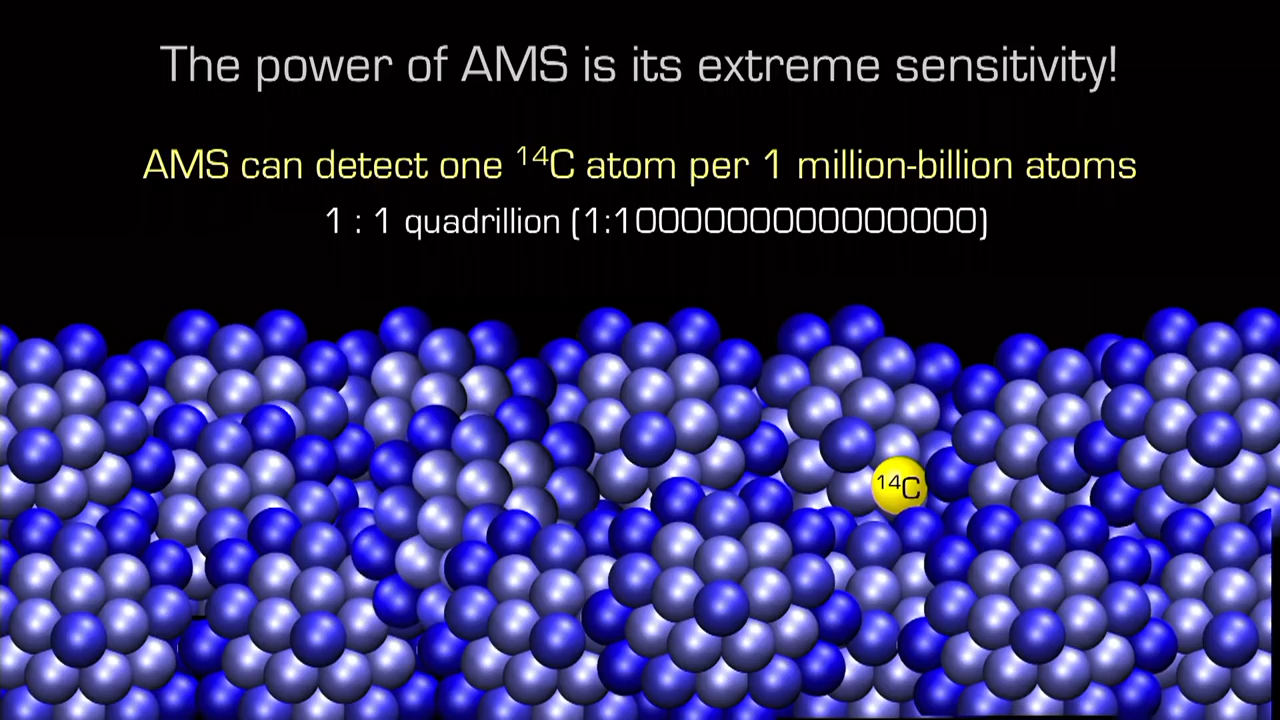 The power of AMS is its extreme sensitivity!
AMS can detect one ¹⁴C atom per 1 million-billion atoms
1 : 1 quadrillion (1:1000000000000000)
¹⁴C